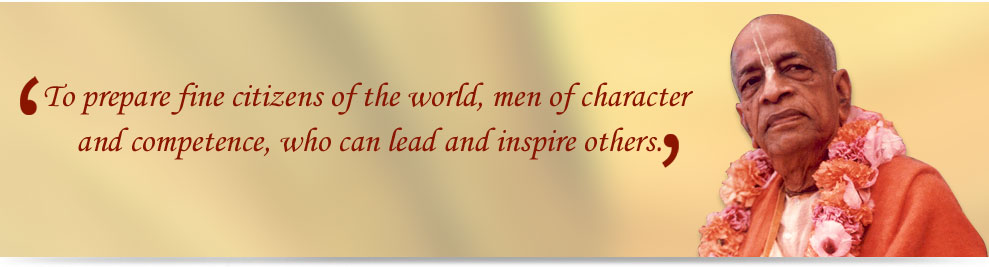 ‘To prepare fine citizens of the world, men of character
and competence, who can lead and inspire others.’